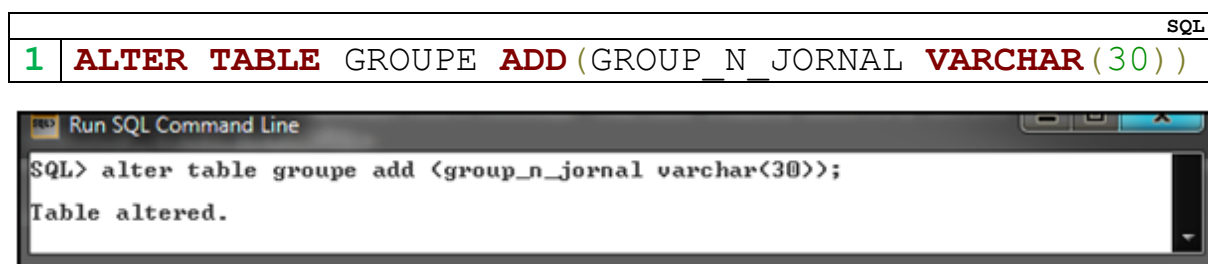 SQL
1 ALTER TABLE GROUPE ADD(GROUP_N_JORNAL VARCHAR(30))
Run SQL Command Line
SQL> alter table groupe add (group_n_jornal varchar(30));
Table altered.